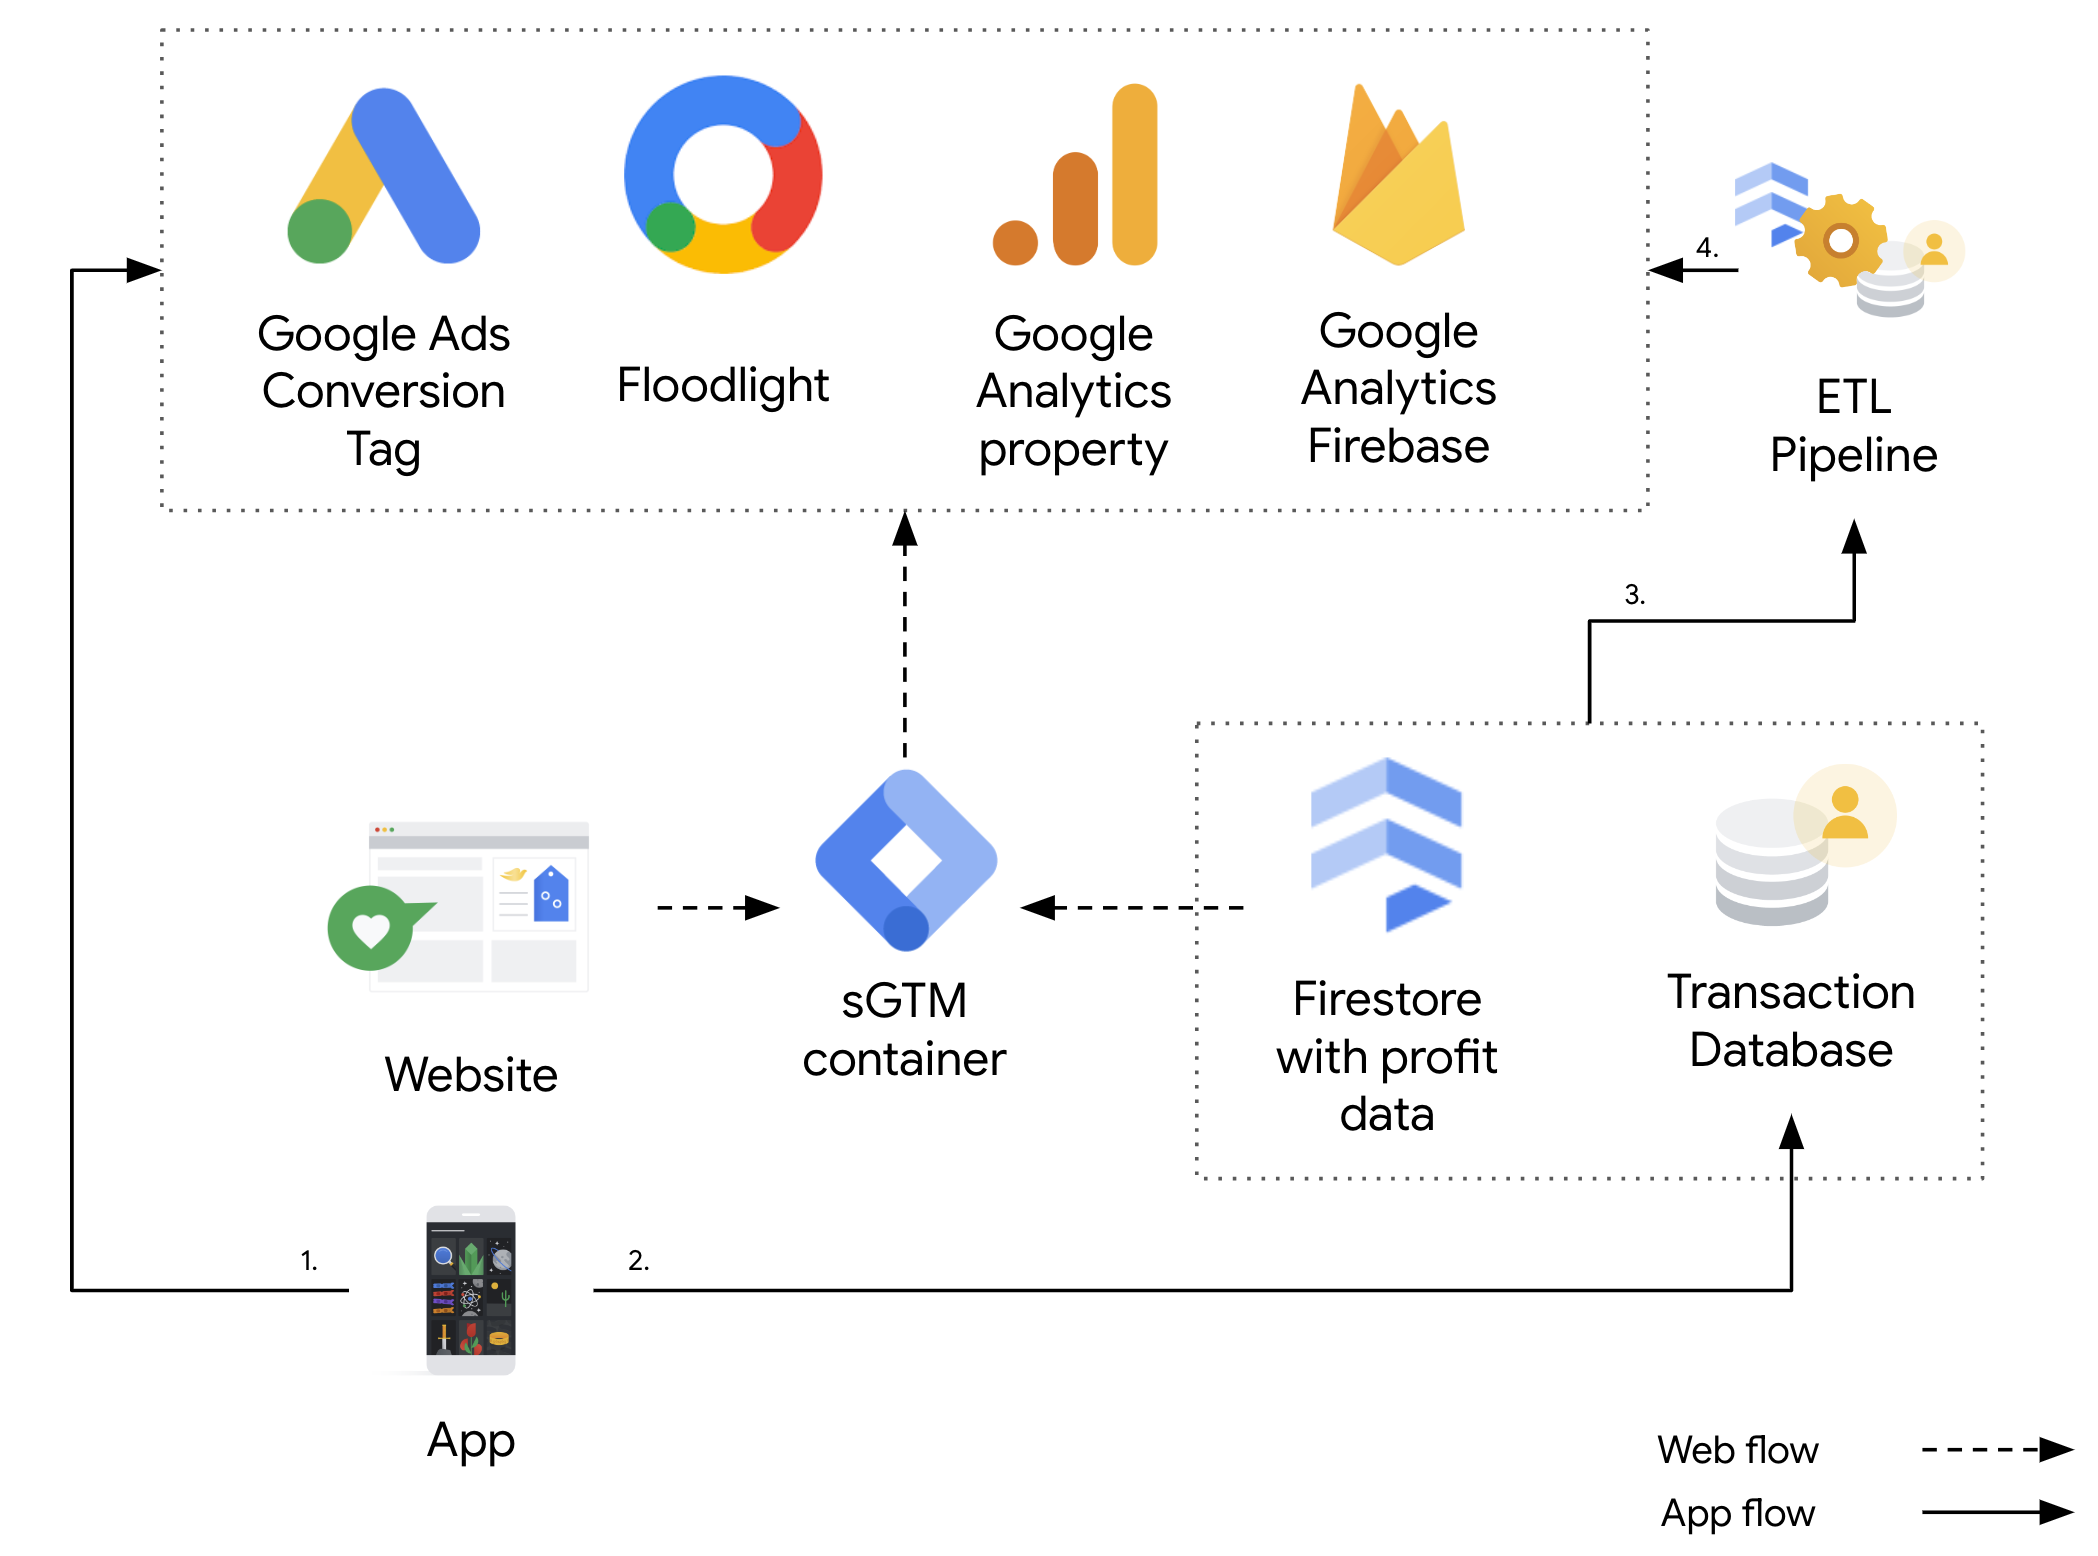 Google Ads
Conversion
Tag
Floodlight
Google
Analytics
property
Google
Analytics
Firebase
4.
ETL
Pipeline
3.
Website
sGTM
container
Firestore
with profit
data
Transaction
Database
1.
2.
App
Web flow
App flow